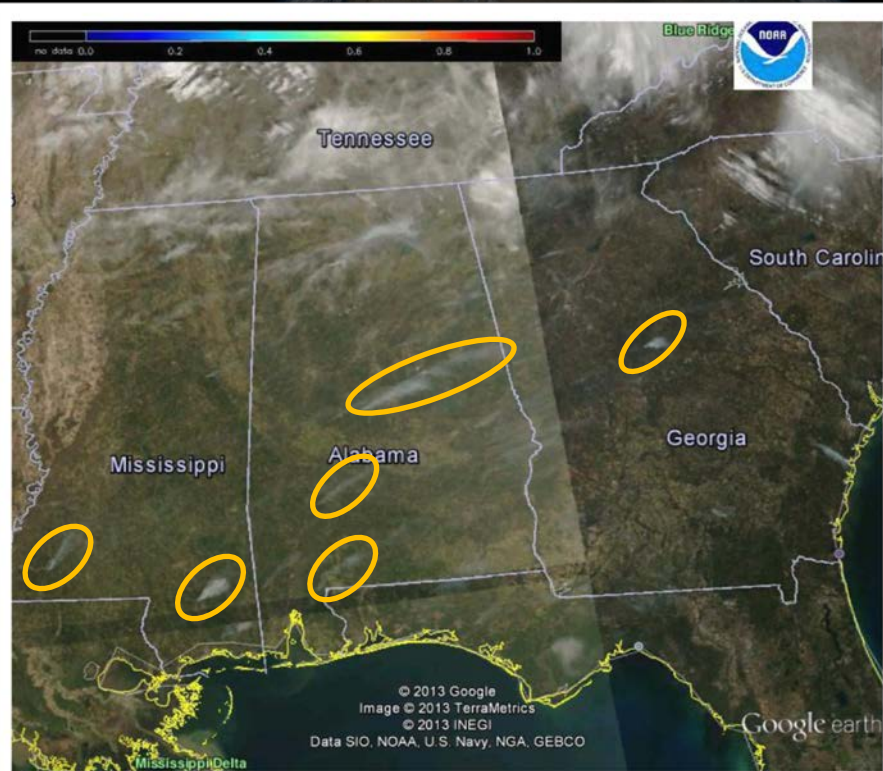 no data 0.0 0.2 0.4 0.6 0.8 1.0
Blue Ridge
NOAA
Tennessee
South Carolin
Georgia
Alabama
Mississippi
© 2013 Google
Image © 2013 TerraMetrics
© 2013 INEGI
Data SIO, NOAA, U.S. Navy, NGA, GEBCO
Google earth
Mississippi Delta